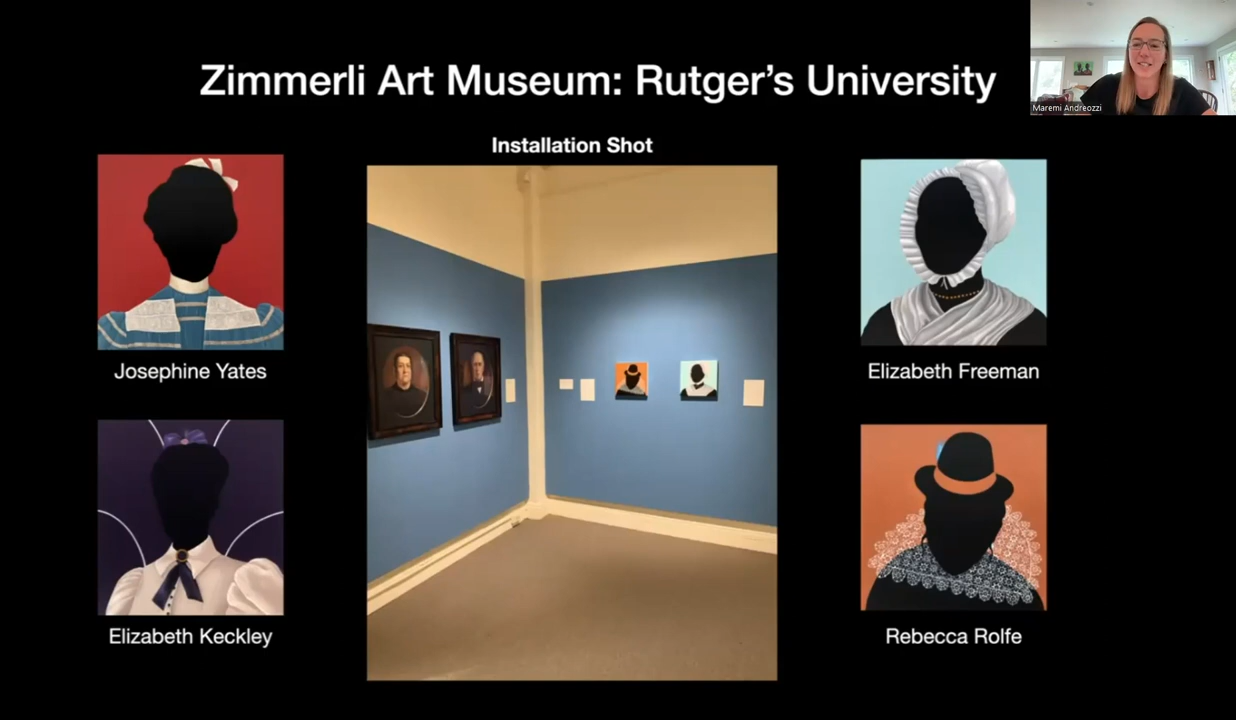 Zimmerli Art Museum: Rutger's University
Maremi Andreozzi
Installation Shot
Josephine Yates
Elizabeth Freeman
Elizabeth Keckley
Rebecca Rolfe